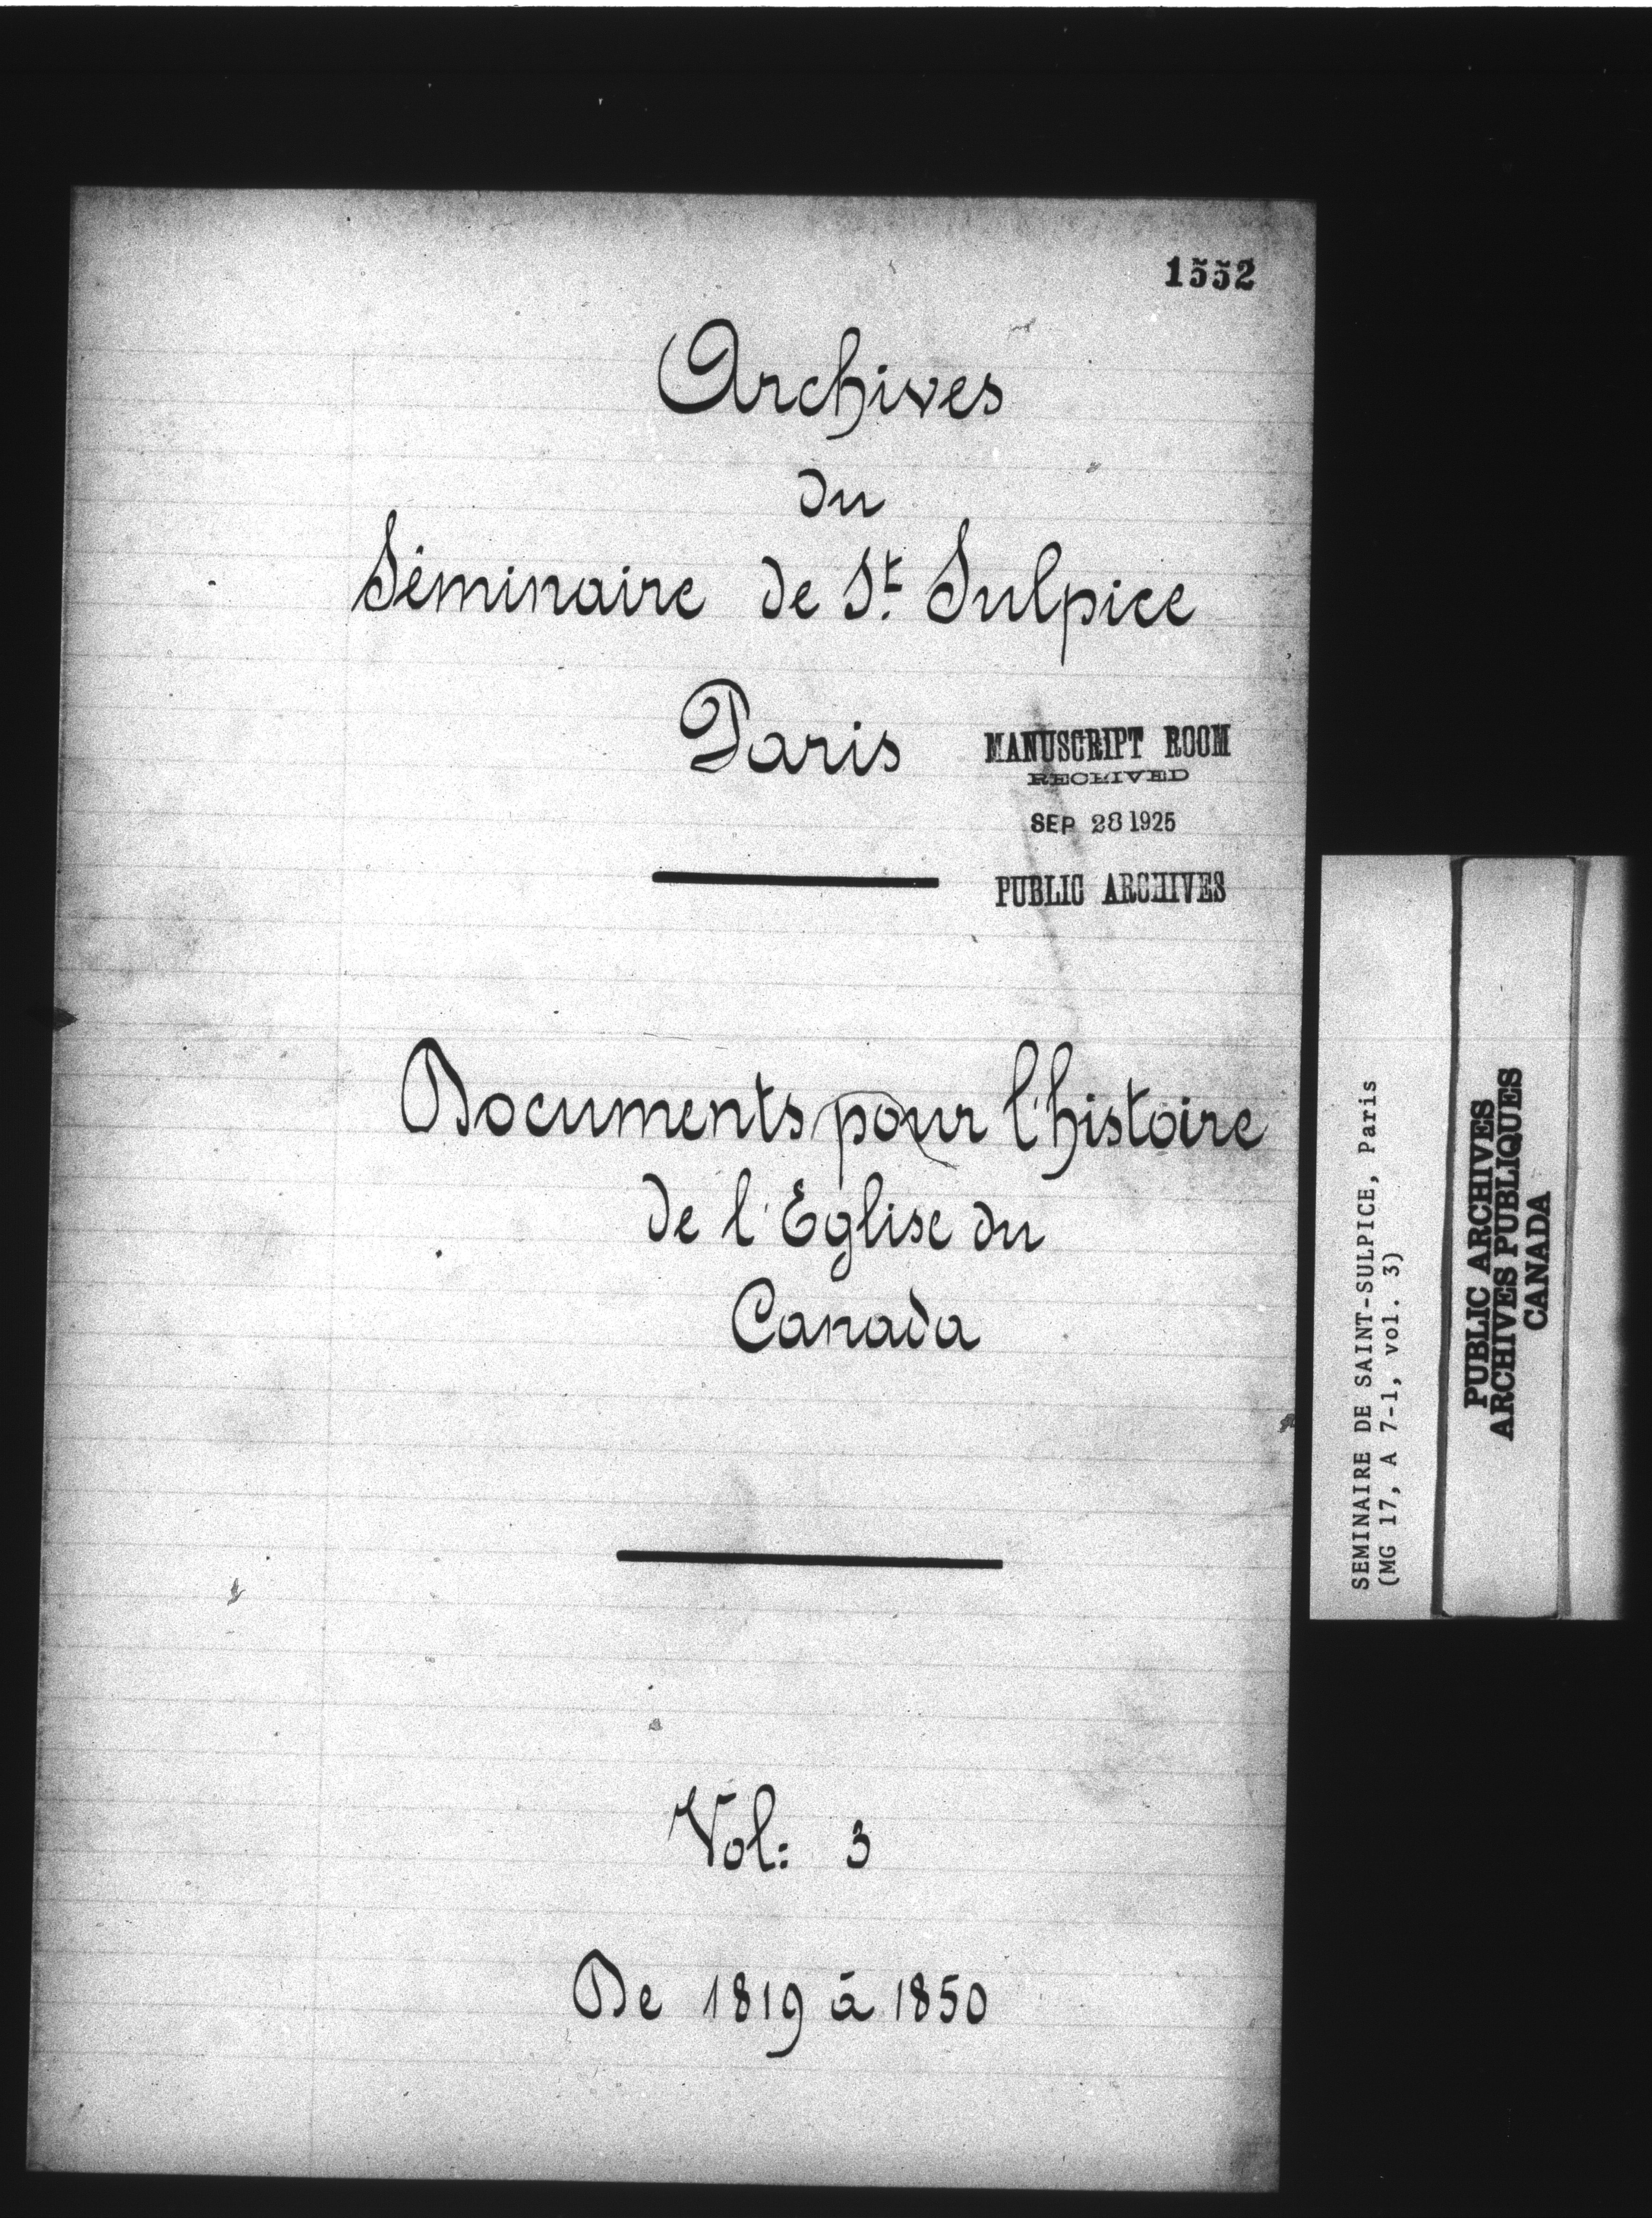 1552
Archives
du
Séminaire de St. Sulpice
Paris
MANUSCRIPT ROOM
RECEIVED
SEP 28 1925
PUBLIC ARCHIVES
Documents pour l'histoire
de l'Eglise du
Canada
Vol: 3
De 1819 à 1850
SEMINAIRE DE SAINT-SULPICE, Paris
(MG 17, A 7-1, vol. 3)
PUBLIC ARCHIVES
ARCHIVES PUBLIQUES
CANADA